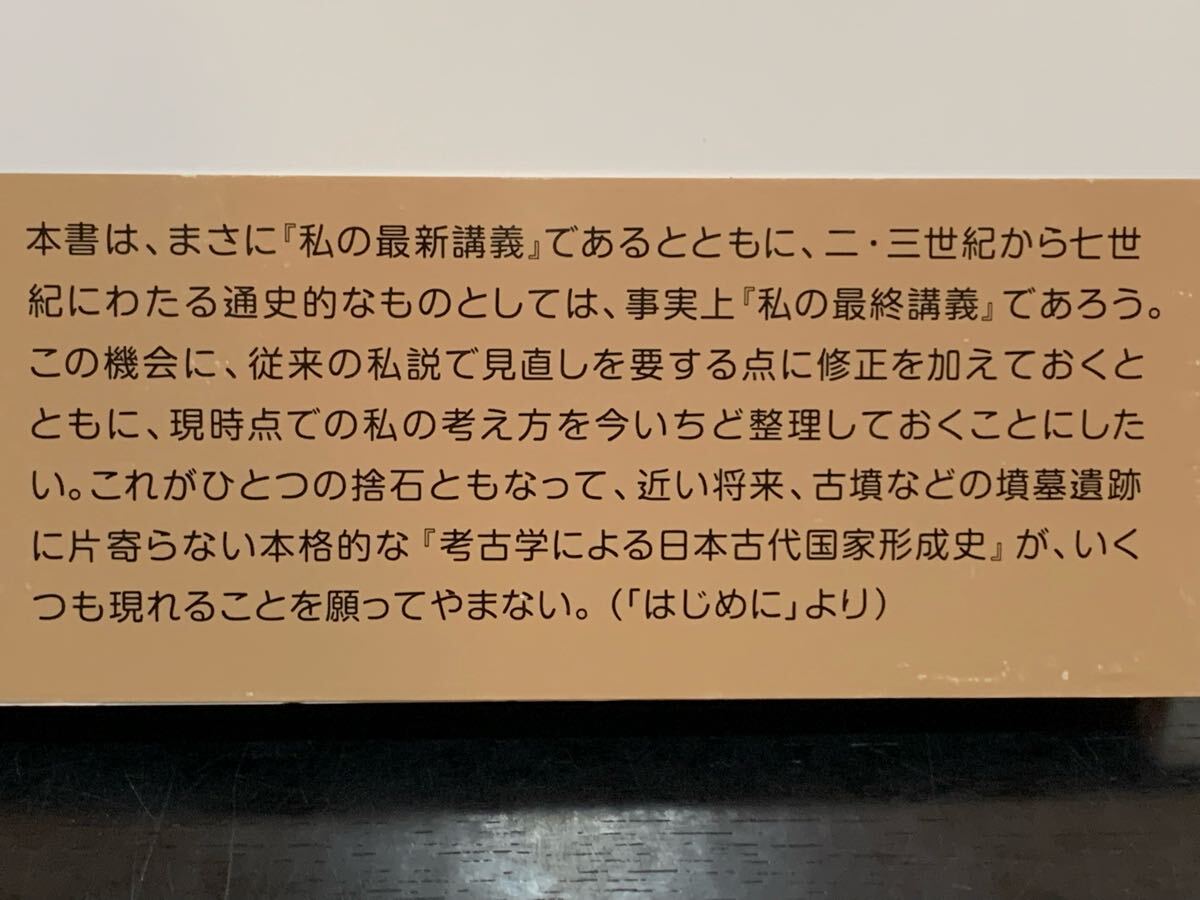 本書は、まさに『私の最新講義』であるとともに、二・三世紀から七世
紀にわたる通史的なものとしては、事実上『私の最終講義』であろう。
この機会に、従来の私説で見直しを要する点に修正を加えておくと
ともに、現時点での私の考え方を今いちど整理しておくことにした
い。これがひとつの捨石ともなって、近い将来、古墳などの墳墓遺跡
に片寄らない本格的な『考古学による日本古代国家形成史』が、いく
つも現れることを願ってやまない。（「はじめに」より）